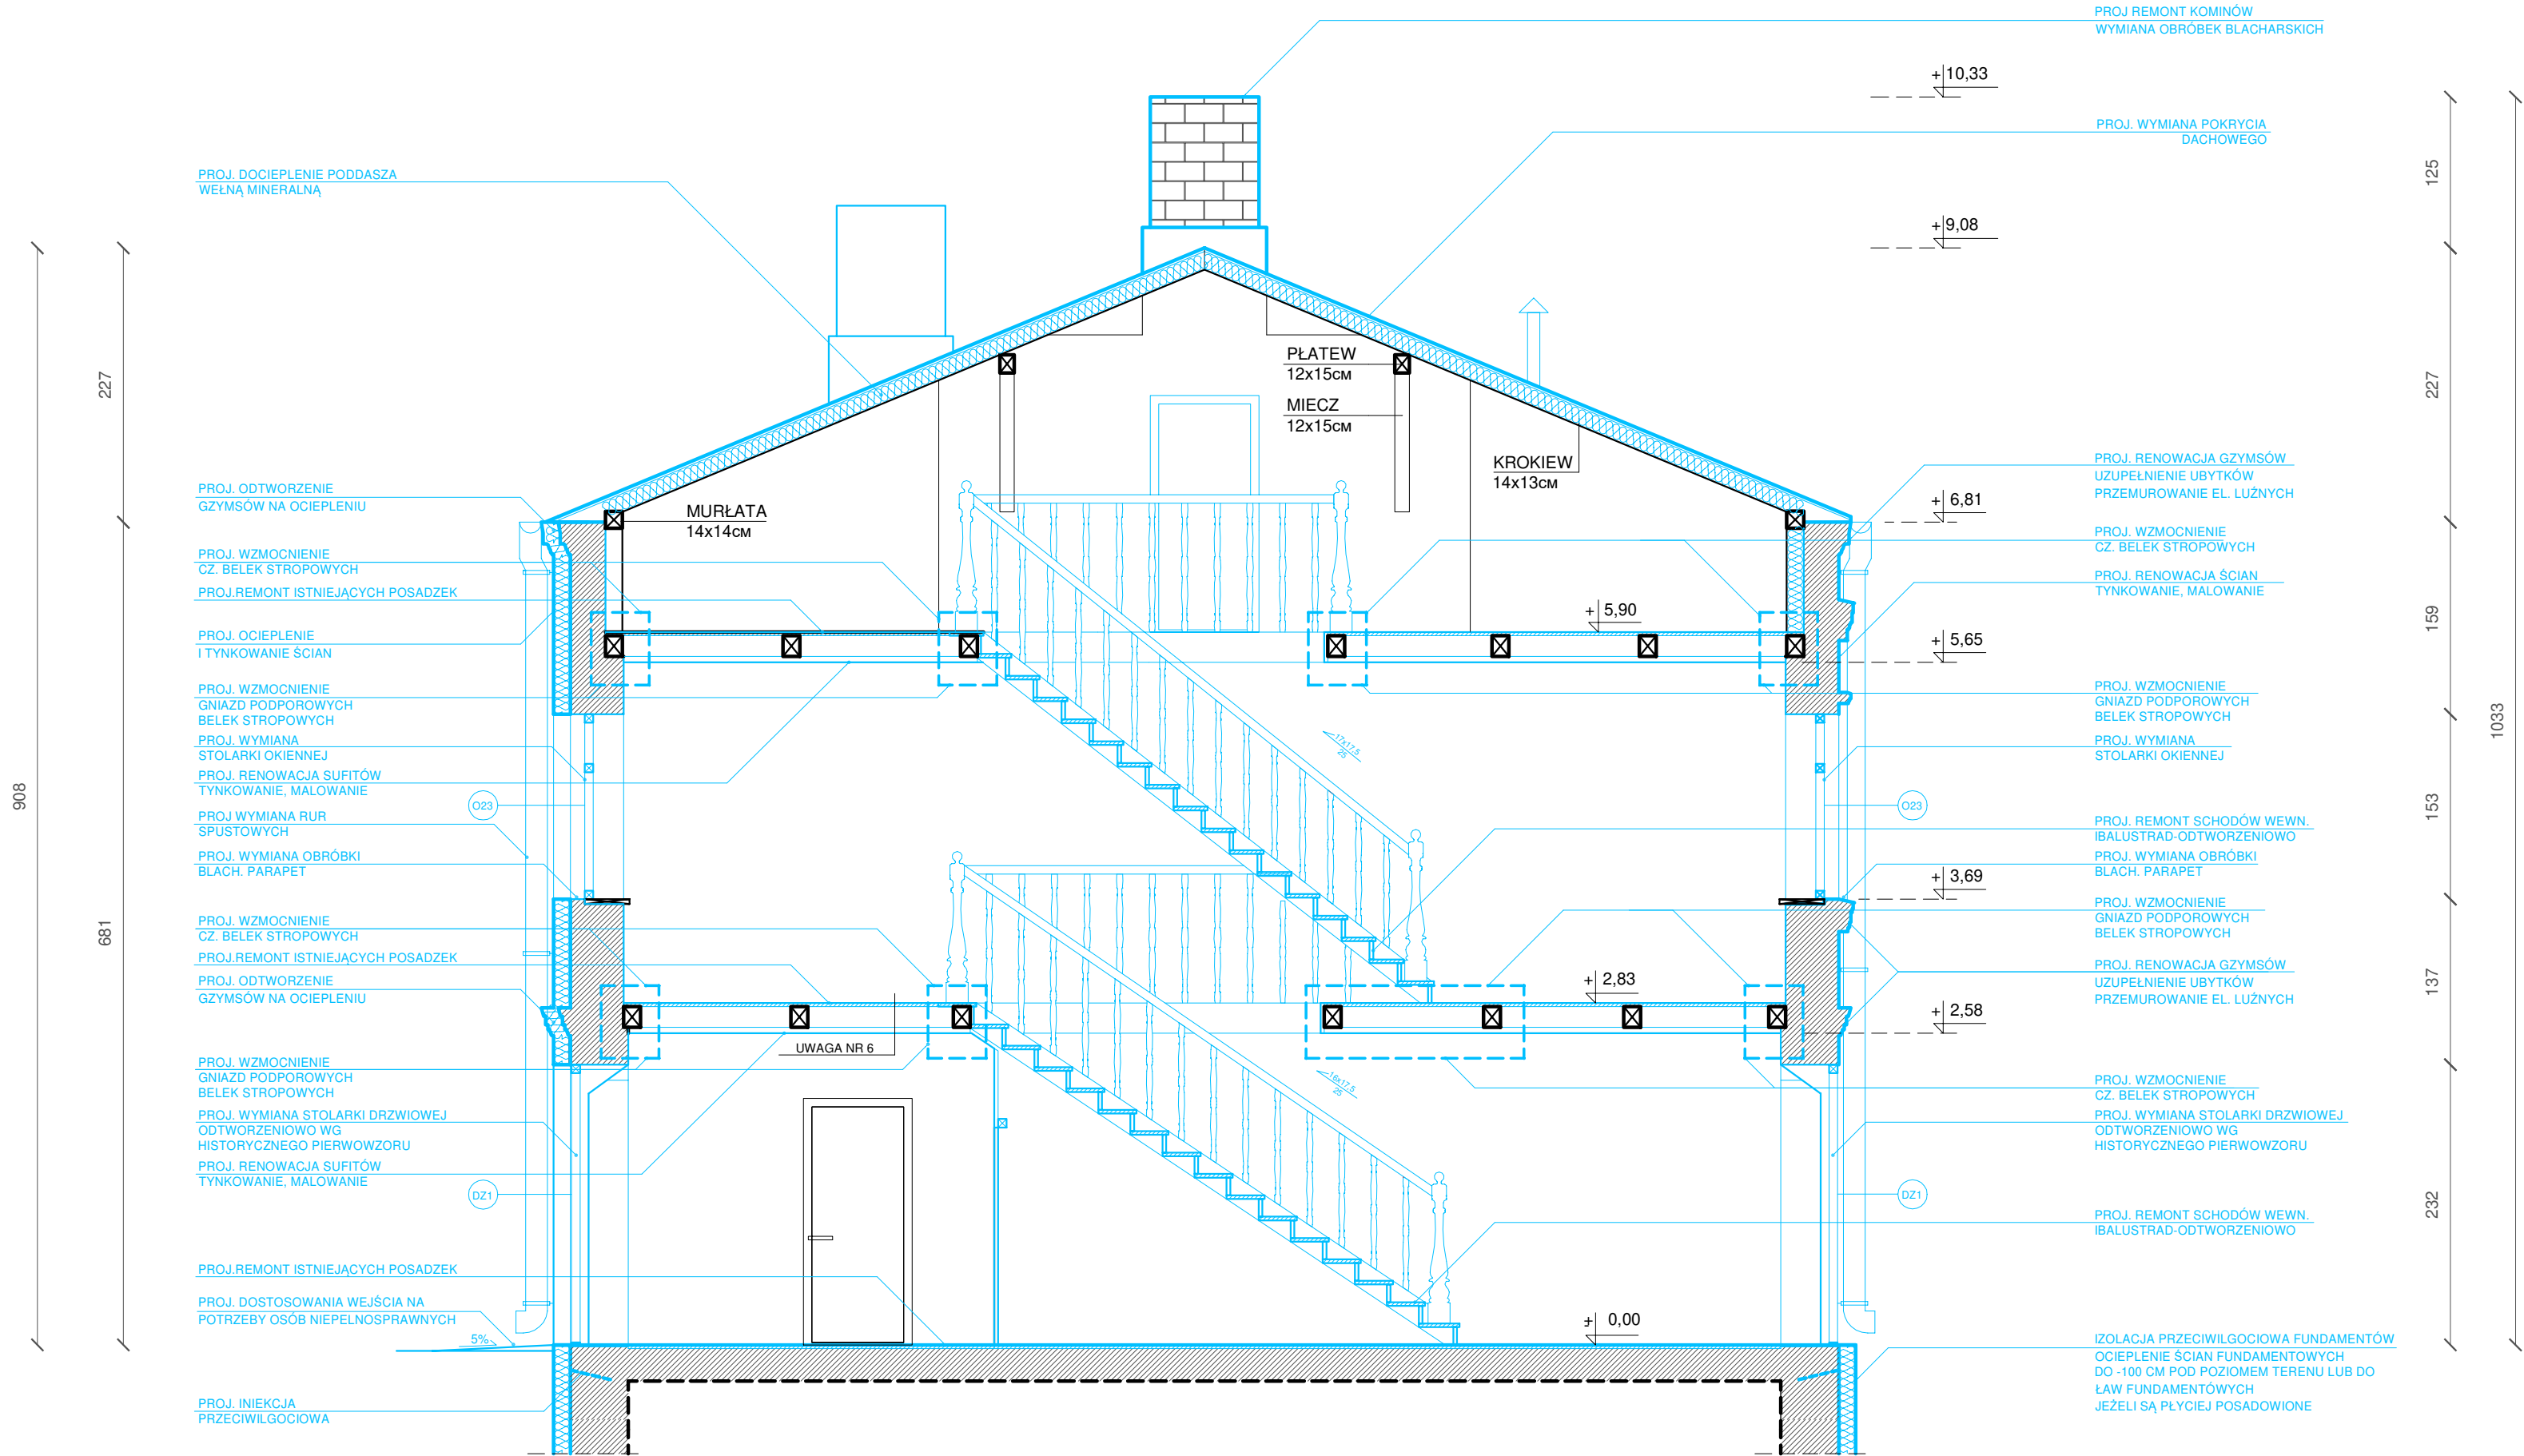 PROJ REMONT KOMINÓW
WYMIANA OBRÓBEK BLACHARSKICH
+10,33
PROJ. WYMIANA POKRYCIA
DACHOWEGO
125
PROJ. DOCIEPLENIE PODDASZA
WEŁNĄ MINERALNĄ
+9,08
227
227
PŁATEW
12x15cм
MIECZ
12x15cм
KROKIEW
14x13cм
MURŁATA
14x14cм
PROJ. RENOWACJA GZYMSÓW
UZUPEŁNIENIE UBYTKÓW
PRZEMUROWANIE EL. LUŹNYCH
+ 6,81
PROJ. ODTWORZENIE
GZYMSÓW NA OCIEPLENIU
PROJ. WZMOCNIENIE
CZ. BELEK STROPOWYCH
PROJ.REMONT ISTNIEJĄCYCH POSADZEK
PROJ. OCIEPLENIE
I TYNKOWANIE ŚCIAN
PROJ. WZMOCNIENIE
GNIAZD PODPOROWYCH
BELEK STROPOWYCH
PROJ. WYMIANA
STOLARKI OKIENNEJ
PROJ. RENOWACJA SUFITÓW
TYNKOWANIE, MALOWANIE
O23
PROJ WYMIANA RUR
SPUSTOWYCH
PROJ. WYMIANA OBRÓBKI
BLACH. PARAPET
908
681
PROJ. WZMOCNIENIE
CZ. BELEK STROPOWYCH
PROJ.REMONT ISTNIEJĄCYCH POSADZEK
PROJ. ODTWORZENIE
GZYMSÓW NA OCIEPLENIU
PROJ. WZMOCNIENIE
GNIAZD PODPOROWYCH
BELEK STROPOWYCH
PROJ. WYMIANA STOLARKI DRZWIOWEJ
ODTWORZENIOWO WG
HISTORYCZNEGO PIERWOWZORU
PROJ. RENOWACJA SUFITÓW
TYNKOWANIE, MALOWANIE
DZ1
PROJ.REMONT ISTNIEJĄCYCH POSADZEK
PROJ. DOSTOSOWANIA WEJŚCIA NA
POTRZEBY OSÓB NIEPEŁNOSPRAWNYCH
5%
PROJ. INIEKCJA
PRZECIWILGOCIOWA
+ 5,90
17x17,5
25
+ 2,83
UWAGA NR 6
16x17,5
25
+ 0,00
PROJ. WZMOCNIENIE
CZ. BELEK STROPOWYCH
PROJ. RENOWACJA ŚCIAN
TYNKOWANIE, MALOWANIE
159
+ 5,65
PROJ. WZMOCNIENIE
GNIAZD PODPOROWYCH
BELEK STROPOWYCH
1033
PROJ. WYMIANA
STOLARKI OKIENNEJ
O23
153
PROJ. REMONT SCHODÓW WEWN.
IBALUSTRAD-ODTWORZENIOWO
PROJ. WYMIANA OBRÓBKI
BLACH. PARAPET
+ 3,69
PROJ. WZMOCNIENIE
GNIAZD PODPOROWYCH
BELEK STROPOWYCH
PROJ. RENOWACJA GZYMSÓW
UZUPEŁNIENIE UBYTKÓW
PRZEMUROWANIE EL. LUŹNYCH
137
+ 2,58
PROJ. WZMOCNIENIE
CZ. BELEK STROPOWYCH
PROJ. WYMIANA STOLARKI DRZWIOWEJ
ODTWORZENIOWO WG
HISTORYCZNEGO PIERWOWZORU
DZ1
232
PROJ. REMONT SCHODÓW WEWN.
IBALUSTRAD-ODTWORZENIOWO
IZOLACJA PRZECIWILGOCIOWA FUNDAMENTÓW
OCIEPLENIE ŚCIAN FUNDAMENTOWYCH
DO -100 CM POD POZIOMEM TERENU LUB DO
ŁAW FUNDAMENTÓWYCH
JEŻELI SĄ PŁYCIEJ POSADOWIONE